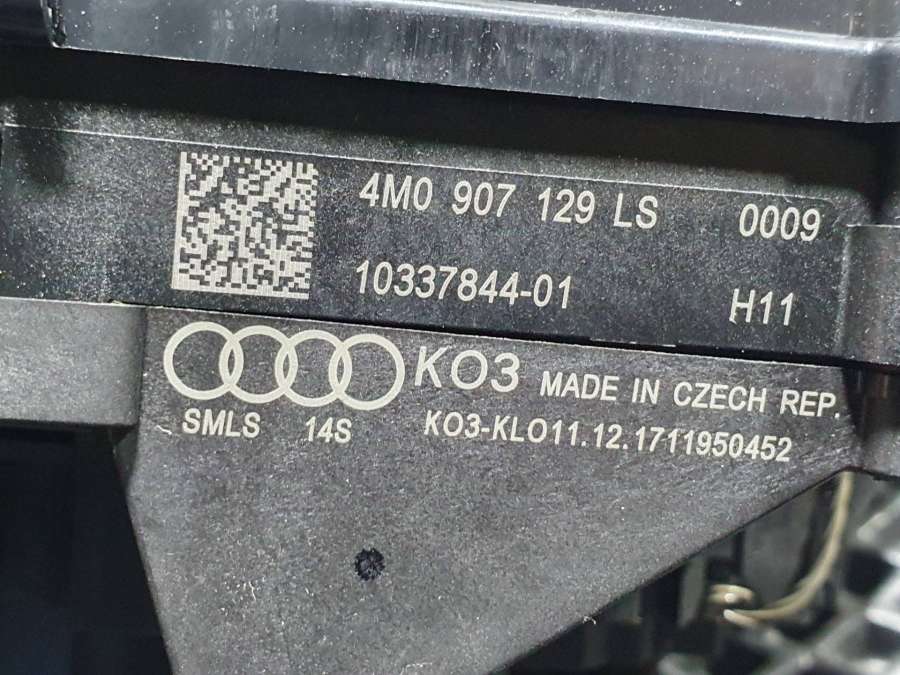 4M0 907 129 LS 0009
10337844-01 H11
KO3 MADE IN CZECH REP.
SMLS 14S KO3-KLO11.12.1711950452